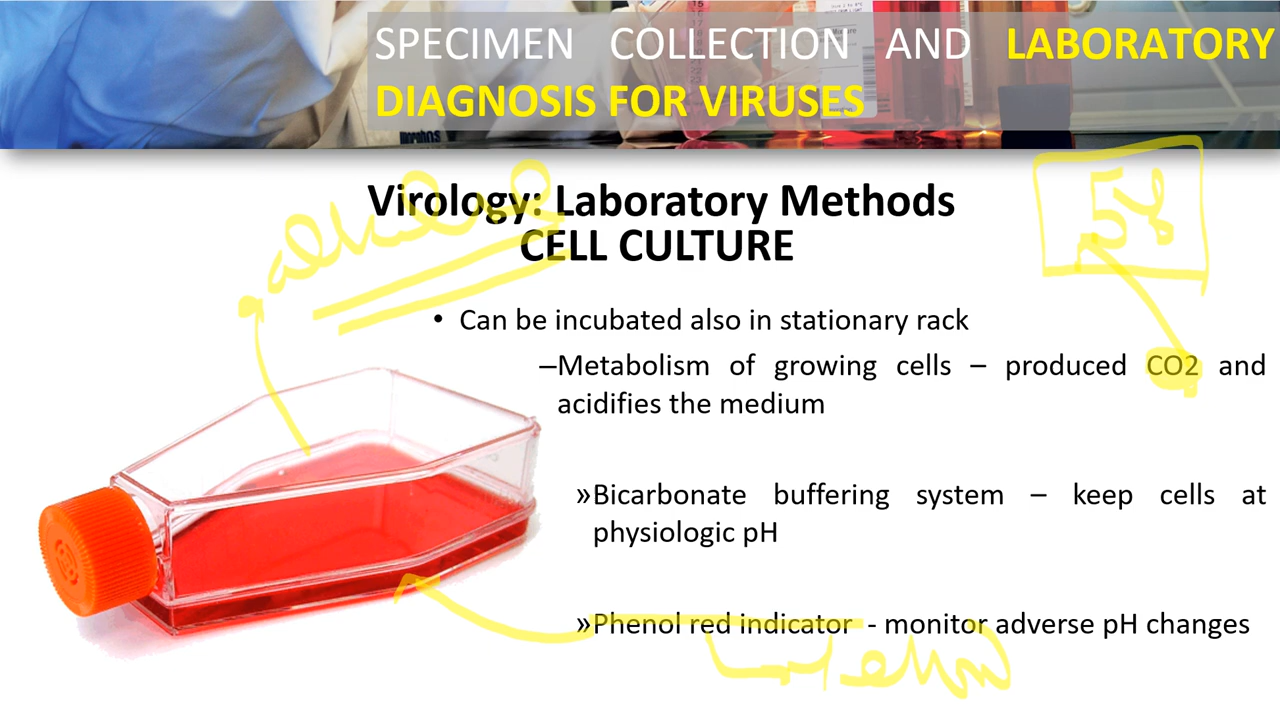 SPECIMEN COLLECTION AND LABORATORY
DIAGNOSIS FOR VIRUSES
Virology: Laboratory Methods
CELL CULTURE
• Can be incubated also in stationary rack
–Metabolism of growing cells – produced CO2 and
acidifies the medium
»Bicarbonate buffering system – keep cells at
physiologic pH
»Phenol red indicator - monitor adverse pH changes